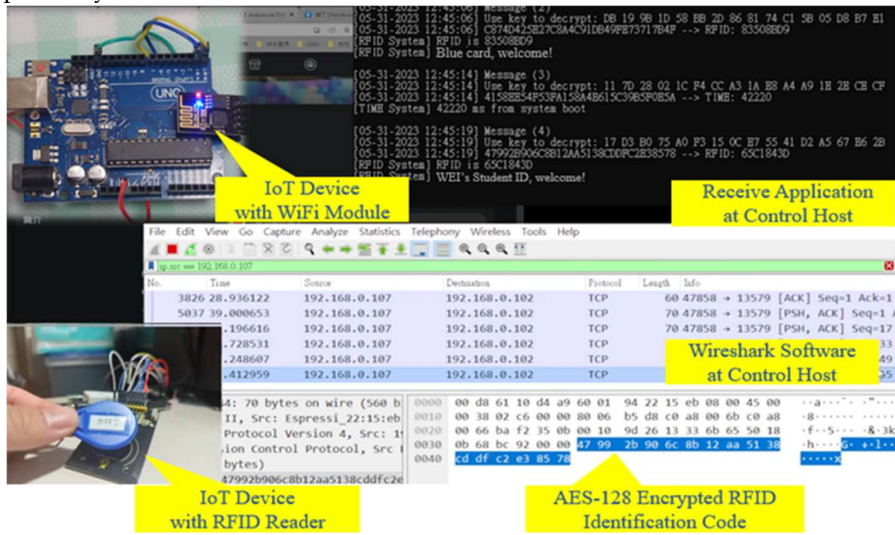 [05-31-2023 12:45:06] Message (2)
[05-31-2023 12:45:06] Use key to decrypt: DB 19 9B 1D 58 BB 2D 86 81 74 C1 5B 05 D8 B7 E1
[05-31-2023 12:45:06] C874D425E27C8A4C91DB49FE73717B4F --> RFID: 83508BD9
[RFID System] RFID is 83508BD9
[RFID System] Blue card, welcome!
[05-31-2023 12:45:14] Message (3)
[05-31-2023 12:45:14] Use key to decrypt: 11 7D 28 02 1C F4 CC A3 1A E8 A4 A9 1E 2E CE CF
[05-31-2023 12:45:14] 4158EE54F53FA158A4E615C39B5F0E5A --> TIME: 42220
[TIME System] 42220 ms from system boot
[05-31-2023 12:45:19] Message (4)
[05-31-2023 12:45:19] Use key to decrypt: 17 D3 B0 75 A0 F3 15 0C E7 55 41 D2 A5 67 E6 2B
[05-31-2023 12:45:19] 47992B906C8B12AA5138CDDFC2E38578 --> RFID: 65C1843D
[RFID System] RFID is 65C1843D
[RFID System] WEI's Student ID, welcome!
UNO
IoT Device
with WiFi Module
Receive Application
at Control Host
File Edit View Go Capture Analyze Statistics Telephony Wireless Tools Help
ip.src == 192.168.0.107
No. Time Source Destination Protocol Length Info
3826 28.936122 192.168.0.107 192.168.0.102 TCP 60 47858 → 13579 [ACK] Seq=1 Ack=1
5037 39.000653 192.168.0.107 192.168.0.102 TCP 70 47858 → 13579 [PSH, ACK] Seq=1
.196616 192.168.0.107 192.168.0.102 TCP 70 47858 → 13579 [PSH, ACK] Seq=17
.728531 192.168.0.107 192.168.0.102 TCP 33
.248607 192.168.0.107 192.168.0.102 TCP 49
.412959 192.168.0.107 192.168.0.102 TCP
Wireshark Software
at Control Host
4: 70 bytes on wire (560 b
II, Src: Espressi_22:15:eb
Protocol Version 4, Src: 1
ion Control Protocol, Src
bytes)
47992b906c8b12aa5138cddfc2e
0000 00 d8 61 10 d4 a9 60 01 94 22 15 eb 08 00 45 00 ··a···`··"····E·
0010 00 38 02 c6 00 00 80 06 b5 d8 c0 a8 00 6b c0 a8
0020 00 66 ba f2 35 0b 00 10 9d 26 13 33 6b 65 50 18
0030 0b 68 bc 92 00 00 47 99 2b 90 6c 8b 12 aa 51 38
0040 cd df c2 e3 85 78
IoT Device
with RFID Reader
AES-128 Encrypted RFID
Identification Code